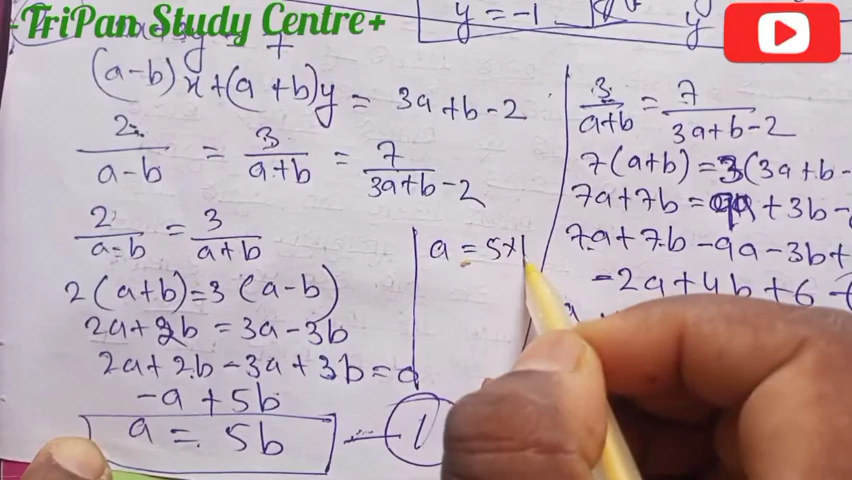 TriPan Study Centre+
y = -1
y
(a-b)x+(a+b)y = 3a+b-2
2/(a-b) = 3/(a+b) = 7/(3a+b-2)
2/(a-b) = 3/(a+b)
2(a+b)=3(a-b)
2a+2b = 3a-3b
2a+2b-3a+3b=0
-a+5b
a = 5b
1
a = 5×1
3/(a+b) = 7/(3a+b-2)
7(a+b)=3(3a+b-
7a+7b=9a+3b-
7a+7b-9a-3b+
-2a+4b+6